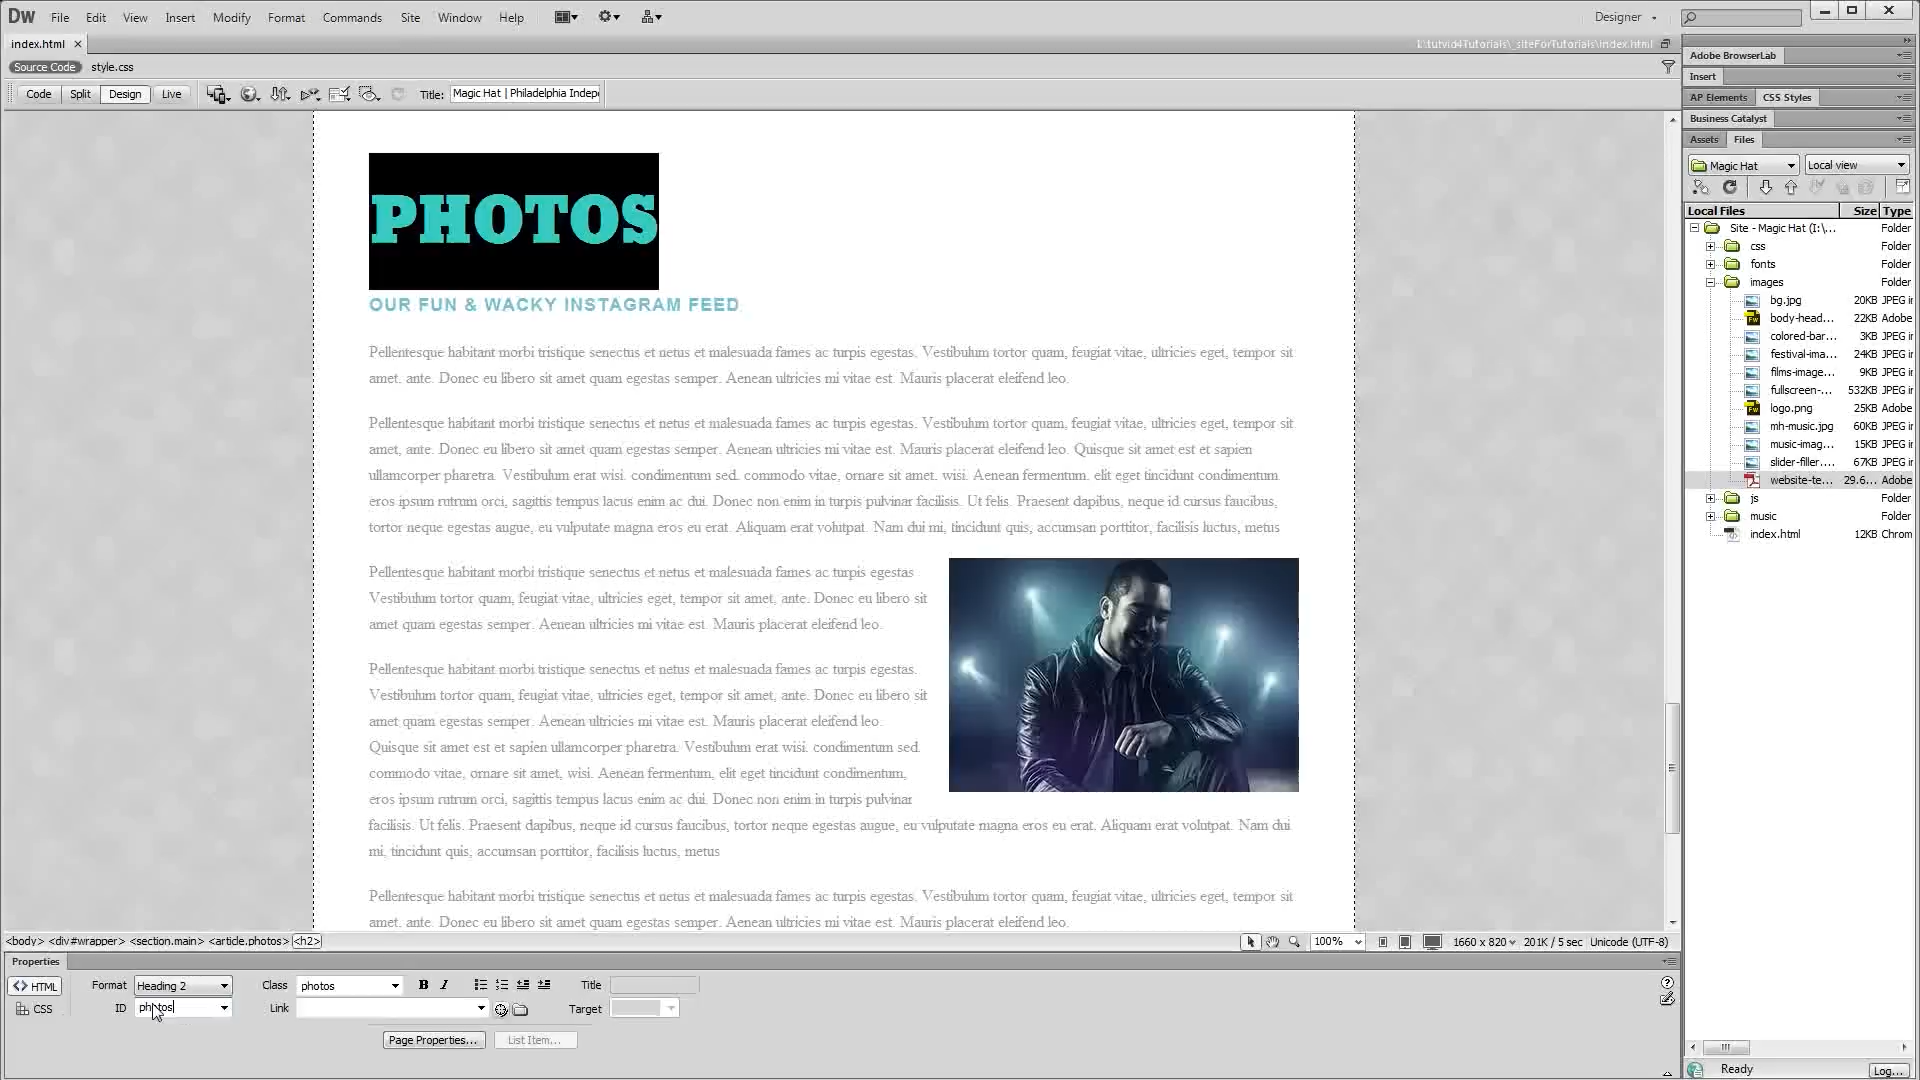 Dw File Edit View Insert Modify Format Commands Site Window Help Designer
index.html I:\tutvid4Tutorials\_siteForTutorials\index.html
Source Code style.css
Code Split Design Live Title: Magic Hat | Philadelphia Indep
PHOTOS
OUR FUN & WACKY INSTAGRAM FEED
Pellentesque habitant morbi tristique senectus et netus et malesuada fames ac turpis egestas. Vestibulum tortor quam, feugiat vitae, ultricies eget, tempor sit
amet, ante. Donec eu libero sit amet quam egestas semper. Aenean ultricies mi vitae est. Mauris placerat eleifend leo.
Pellentesque habitant morbi tristique senectus et netus et malesuada fames ac turpis egestas. Vestibulum tortor quam, feugiat vitae, ultricies eget, tempor sit
amet, ante. Donec eu libero sit amet quam egestas semper. Aenean ultricies mi vitae est. Mauris placerat eleifend leo. Quisque sit amet est et sapien
ullamcorper pharetra. Vestibulum erat wisi, condimentum sed, commodo vitae, ornare sit amet, wisi. Aenean fermentum, elit eget tincidunt condimentum
eros ipsum rutrum orci, sagittis tempus lacus enim ac dui. Donec non enim in turpis pulvinar facilisis. Ut felis. Praesent dapibus, neque id cursus faucibus,
tortor neque egestas augue, eu vulputate magna eros eu erat. Aliquam erat volutpat. Nam dui mi, tincidunt quis, accumsan porttitor, facilisis luctus, metus
Pellentesque habitant morbi tristique senectus et netus et malesuada fames ac turpis egestas
Vestibulum tortor quam, feugiat vitae, ultricies eget, tempor sit amet, ante. Donec eu libero sit
amet quam egestas semper. Aenean ultricies mi vitae est. Mauris placerat eleifend leo.
Pellentesque habitant morbi tristique senectus et netus et malesuada fames ac turpis egestas.
Vestibulum tortor quam, feugiat vitae, ultricies eget, tempor sit amet, ante. Donec eu libero sit
amet quam egestas semper. Aenean ultricies mi vitae est. Mauris placerat eleifend leo.
Quisque sit amet est et sapien ullamcorper pharetra. Vestibulum erat wisi, condimentum sed,
commodo vitae, ornare sit amet, wisi. Aenean fermentum, elit eget tincidunt condimentum,
eros ipsum rutrum orci, sagittis tempus lacus enim ac dui. Donec non enim in turpis pulvinar
facilisis. Ut felis. Praesent dapibus, neque id cursus faucibus, tortor neque egestas augue, eu vulputate magna eros eu erat. Aliquam erat volutpat. Nam dui
mi, tincidunt quis, accumsan porttitor, facilisis luctus, metus
Pellentesque habitant morbi tristique senectus et netus et malesuada fames ac turpis egestas. Vestibulum tortor quam, feugiat vitae, ultricies eget, tempor sit
amet, ante. Donec eu libero sit amet quam egestas semper. Aenean ultricies mi vitae est. Mauris placerat eleifend leo.
<body> <div#wrapper> <section.main> <article.photos> <h2> 100% 1660 x 820 201K / 5 sec Unicode (UTF-8)
Properties
<> HTML Format Heading 2 Class photos B I Title
CSS ID photos Link Target
Page Properties... List Item...
Adobe BrowserLab
Insert
AP Elements CSS Styles
Business Catalyst
Assets Files
Magic Hat Local view
Local Files Size Type
Site - Magic Hat (I:\... Folder
css Folder
fonts Folder
images Folder
bg.jpg 20KB JPEG
body-head... 22KB Adobe
colored-bar... 3KB JPEG
festival-ima... 24KB JPEG
films-image... 9KB JPEG
fullscreen-... 532KB JPEG
logo.png 25KB Adobe
mh-music.jpg 60KB JPEG
music-imag... 15KB JPEG
slider-filler.... 67KB JPEG
website-te... 29.6... Adobe
js Folder
music Folder
index.html 12KB Chrom
Ready Log...